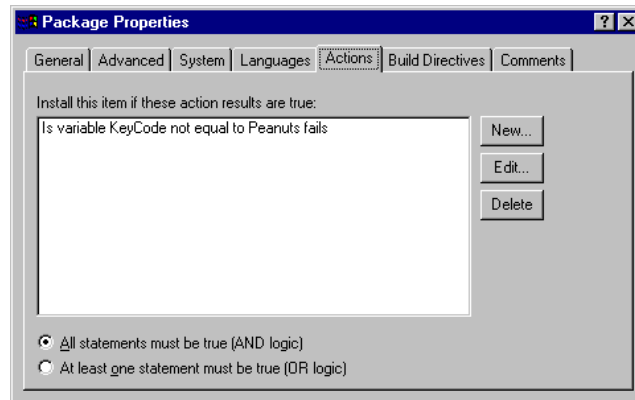 Package Properties
General Advanced System Languages Actions Build Directives Comments
Install this item if these action results are true:
Is variable KeyCode not equal to Peanuts fails
New...
Edit...
Delete
All statements must be true (AND logic)
At least one statement must be true (OR logic)